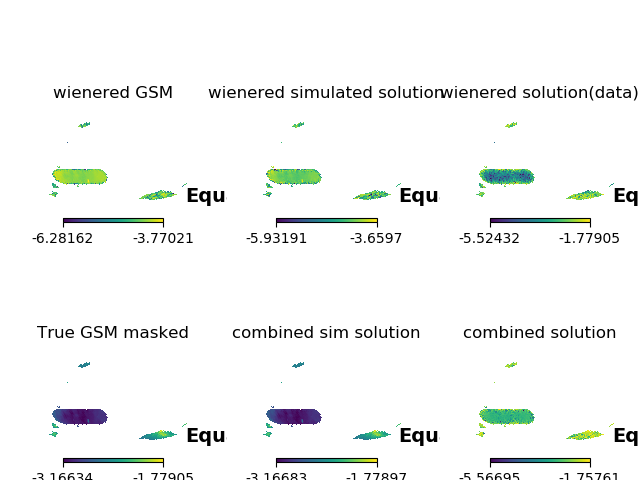 wienered GSM wienered simulated solution wienered solution(data)
Equ Equ Eq
-6.28162 -3.77021 -5.93191 -3.6597 -5.52432 -1.77905
True GSM masked combined sim solution combined solution
Equ Equ Eq
-3.16634 -1.77905 -3.16683 -1.77897 -5.56695 -1.75761